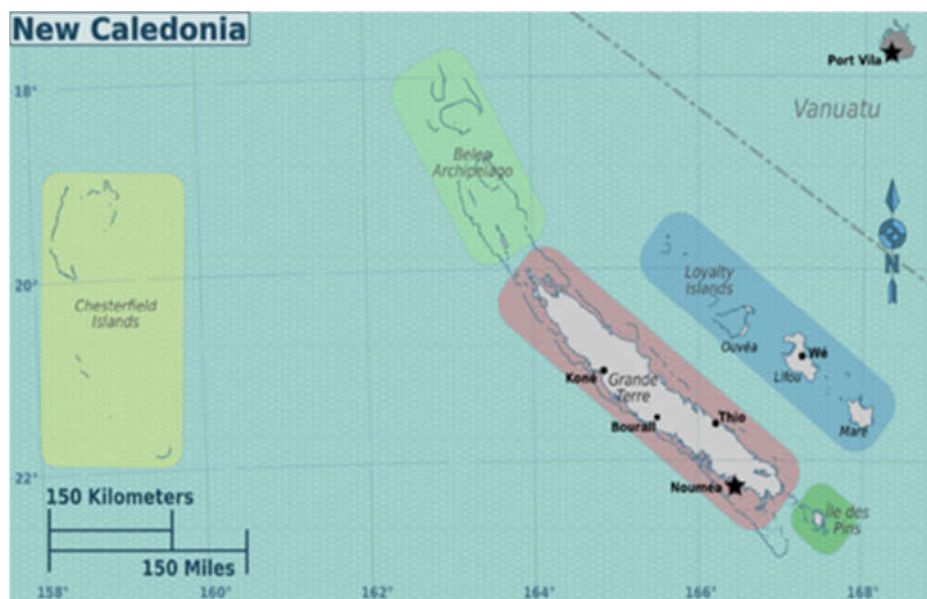 New Caledonia
Port Vila
Vanuatu
18°
Belep
Archipelago
N
20°
Loyalty
Islands
Chesterfield
Islands
Ouvéa
Wé
Lifou
Koné
Grande
Terre
Bourail
Thio
Maré
22°
Nouméa
150 Kilometers
Île des
Pins
150 Miles
158°
160°
162°
164°
166°
168°